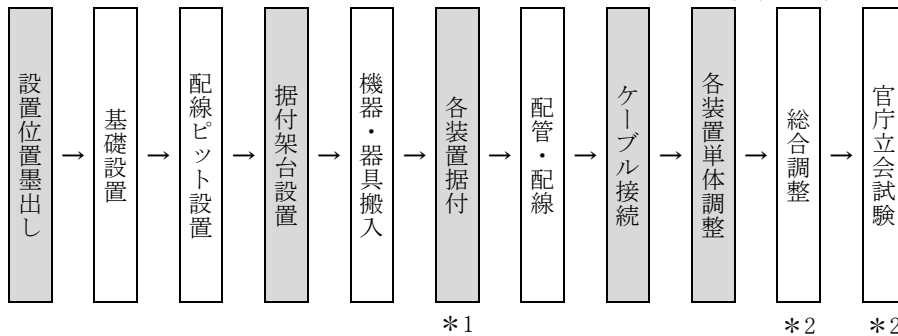 設置位置墨出し
→
基礎設置
→
配線ピット設置
→
据付架台設置
→
機器・器具搬入
→
各装置据付
→
配管・配線
→
ケーブル接続
→
各装置単体調整
→
総合調整
→
官庁立会試験
*1
*2
*2